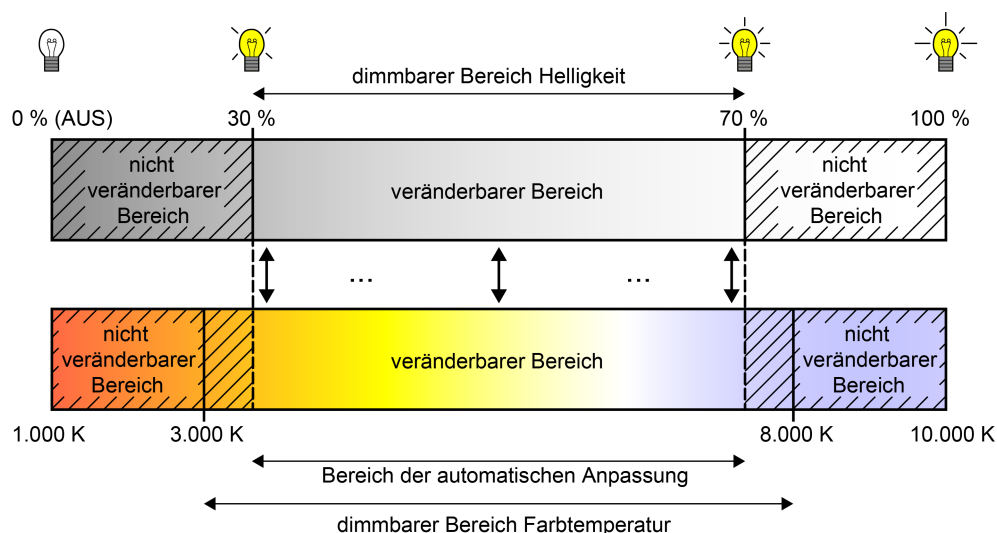 dimmbarer Bereich Helligkeit
0 % (AUS)
30 %
70 %
100 %
nicht
veränderbarer
Bereich
veränderbarer Bereich
nicht
veränderbarer
Bereich
...
...
nicht
veränderbarer
Bereich
veränderbarer Bereich
nicht
veränderbarer
Bereich
1.000 K
3.000 K
8.000 K
10.000 K
Bereich der automatischen Anpassung
dimmbarer Bereich Farbtemperatur